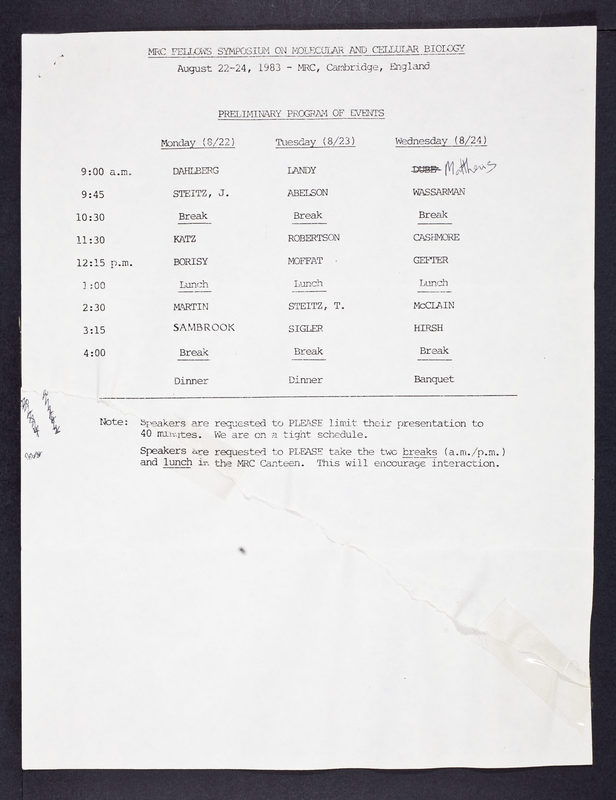 MRC FELLOWS SYMPOSIUM ON MOLECULAR AND CELLULAR BIOLOGY
August 22-24, 1983 - MRC, Cambridge, England
PRELIMINARY PROGRAM OF EVENTS
Monday (8/22) Tuesday (8/23) Wednesday (8/24)
9:00 a.m. DAHLBERG LANDY DUBE Matthews
9:45 STEITZ, J. ABELSON WASSARMAN
10:30 Break Break Break
11:30 KATZ ROBERTSON CASHMORE
12:15 p.m. BORISY MOFFAT GEFTER
1:00 Lunch Lunch Lunch
2:30 MARTIN STEITZ, T. McCLAIN
3:15 SAMBROOK SIGLER HIRSH
4:00 Break Break Break
Dinner Dinner Banquet
Note: Speakers are requested to PLEASE limit their presentation to
40 minutes. We are on a tight schedule.
Speakers are requested to PLEASE take the two breaks (a.m./p.m.)
and lunch in the MRC Canteen. This will encourage interaction.